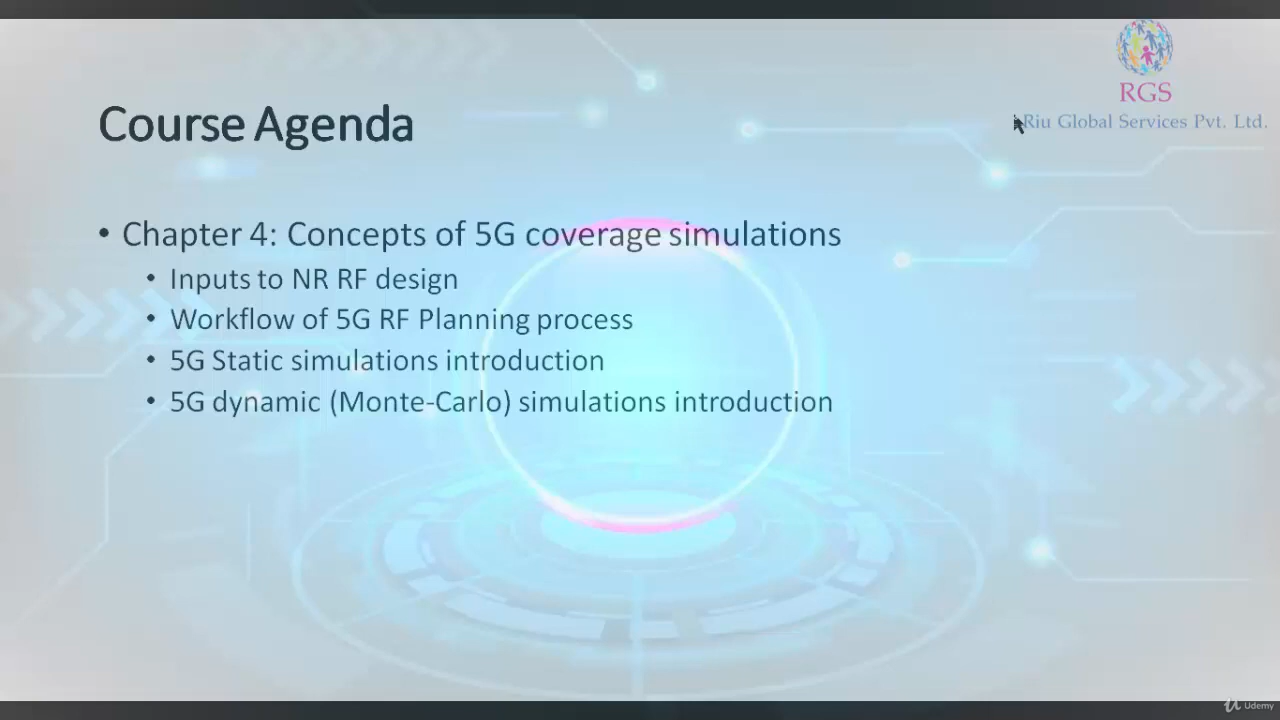 RGS
Riu Global Services Pvt. Ltd.
Course Agenda
• Chapter 4: Concepts of 5G coverage simulations
• Inputs to NR RF design
• Workflow of 5G RF Planning process
• 5G Static simulations introduction
• 5G dynamic (Monte-Carlo) simulations introduction
Udemy